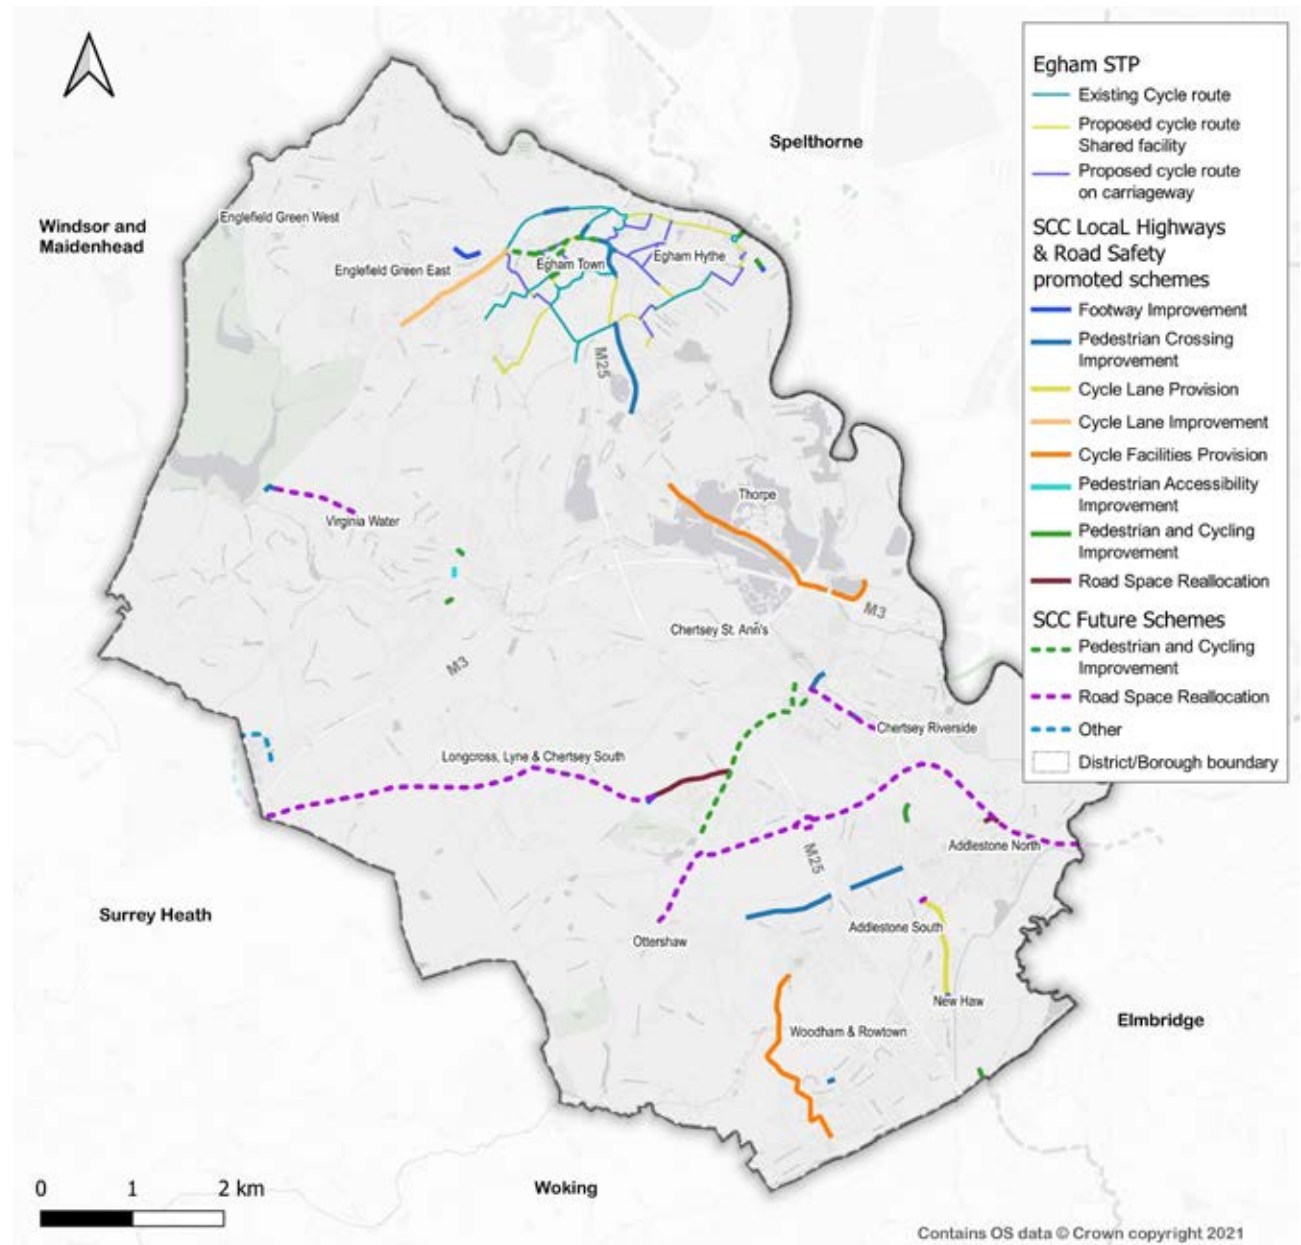 Spelthorne
Windsor and
Maidenhead
Englefield Green West
Englefield Green East
Egham Town
Egham Hythe
M25
Virginia Water
Thorpe
M3
Chertsey St. Ann's
M3
Chertsey Riverside
Longcross, Lyne & Chertsey South
Addlestone North
M25
Surrey Heath
Addlestone South
Ottershaw
New Haw
Woodham & Rowtown
Elmbridge
Woking
0 1 2 km
Contains OS data © Crown copyright 2021
Egham STP
Existing Cycle route
Proposed cycle route
Shared facility
Proposed cycle route
on carriageway
SCC LocaL Highways
& Road Safety
promoted schemes
Footway Improvement
Pedestrian Crossing
Improvement
Cycle Lane Provision
Cycle Lane Improvement
Cycle Facilities Provision
Pedestrian Accessibility
Improvement
Pedestrian and Cycling
Improvement
Road Space Reallocation
SCC Future Schemes
Pedestrian and Cycling
Improvement
Road Space Reallocation
Other
District/Borough boundary